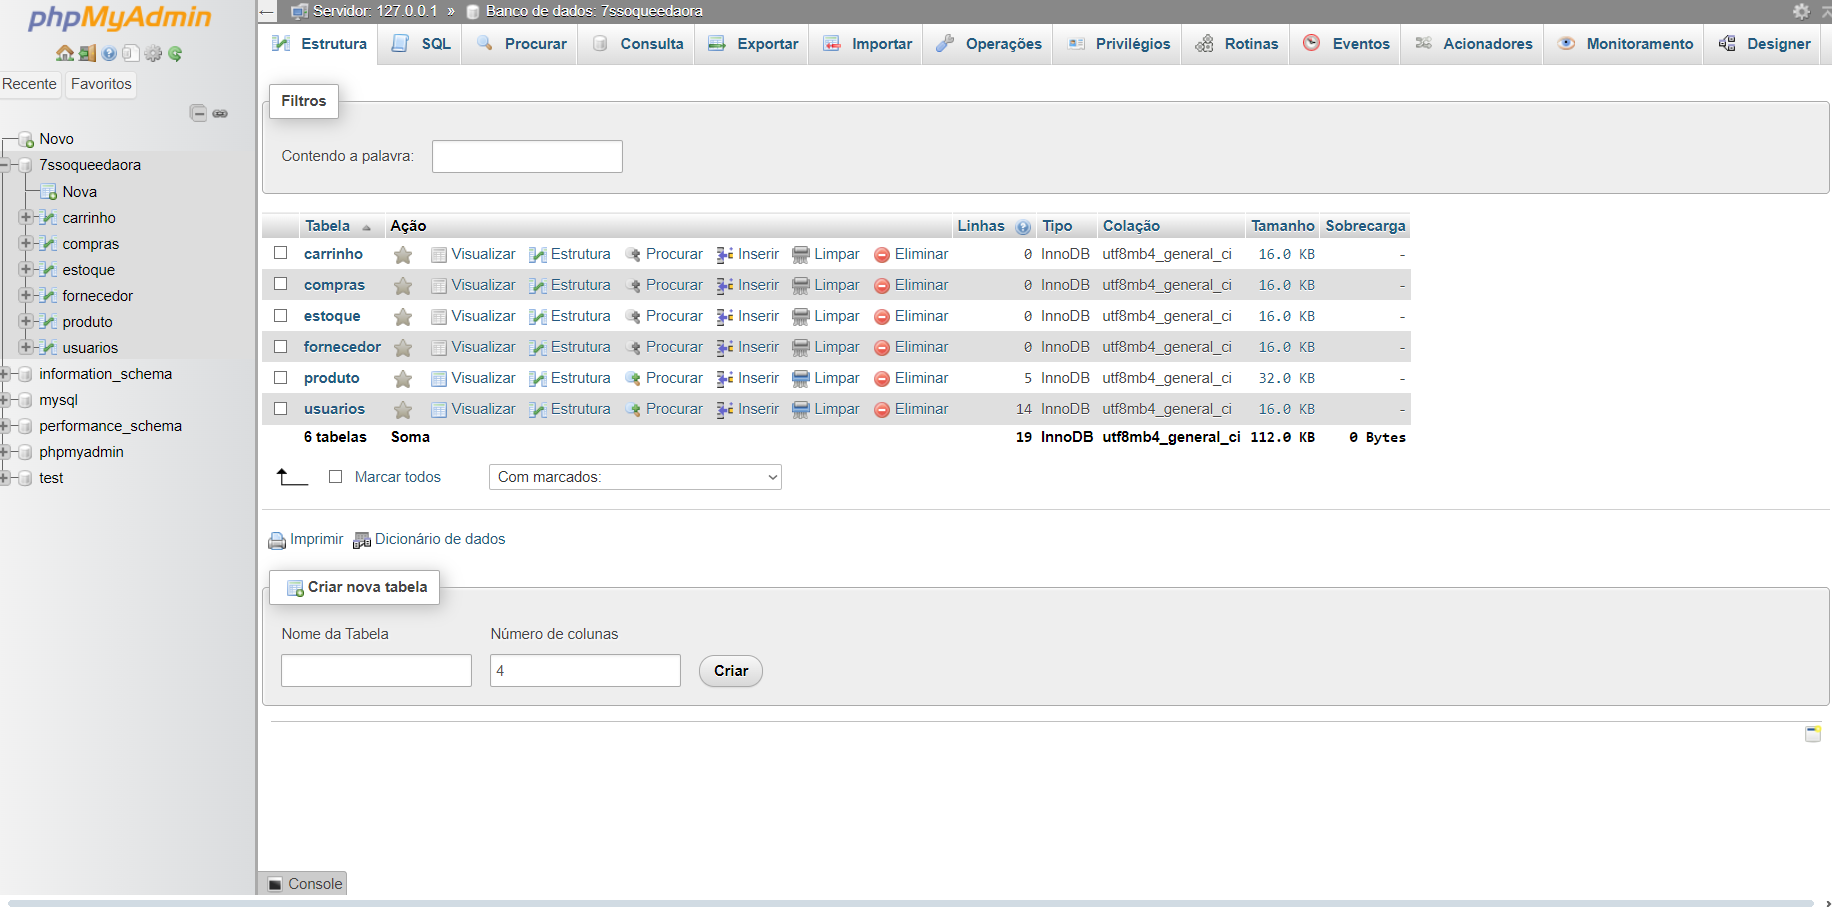 phpMyAdmin
Recente Favoritos
Novo
7ssoqueedaora
Nova
carrinho
compras
estoque
fornecedor
produto
usuarios
information_schema
mysql
performance_schema
phpmyadmin
test
Servidor: 127.0.0.1 » Banco de dados: 7ssoqueedaora
Estrutura SQL Procurar Consulta Exportar Importar Operações Privilégios Rotinas Eventos Acionadores Monitoramento Designer
Filtros
Contendo a palavra:
Tabela Ação Linhas Tipo Colação Tamanho Sobrecarga
carrinho Visualizar Estrutura Procurar Inserir Limpar Eliminar 0 InnoDB utf8mb4_general_ci 16.0 KB -
compras Visualizar Estrutura Procurar Inserir Limpar Eliminar 0 InnoDB utf8mb4_general_ci 16.0 KB -
estoque Visualizar Estrutura Procurar Inserir Limpar Eliminar 0 InnoDB utf8mb4_general_ci 16.0 KB -
fornecedor Visualizar Estrutura Procurar Inserir Limpar Eliminar 0 InnoDB utf8mb4_general_ci 16.0 KB -
produto Visualizar Estrutura Procurar Inserir Limpar Eliminar 5 InnoDB utf8mb4_general_ci 32.0 KB -
usuarios Visualizar Estrutura Procurar Inserir Limpar Eliminar 14 InnoDB utf8mb4_general_ci 16.0 KB -
6 tabelas Soma 19 InnoDB utf8mb4_general_ci 112.0 KB 0 Bytes
Marcar todos Com marcados:
Imprimir Dicionário de dados
Criar nova tabela
Nome da Tabela Número de colunas
4 Criar
Console